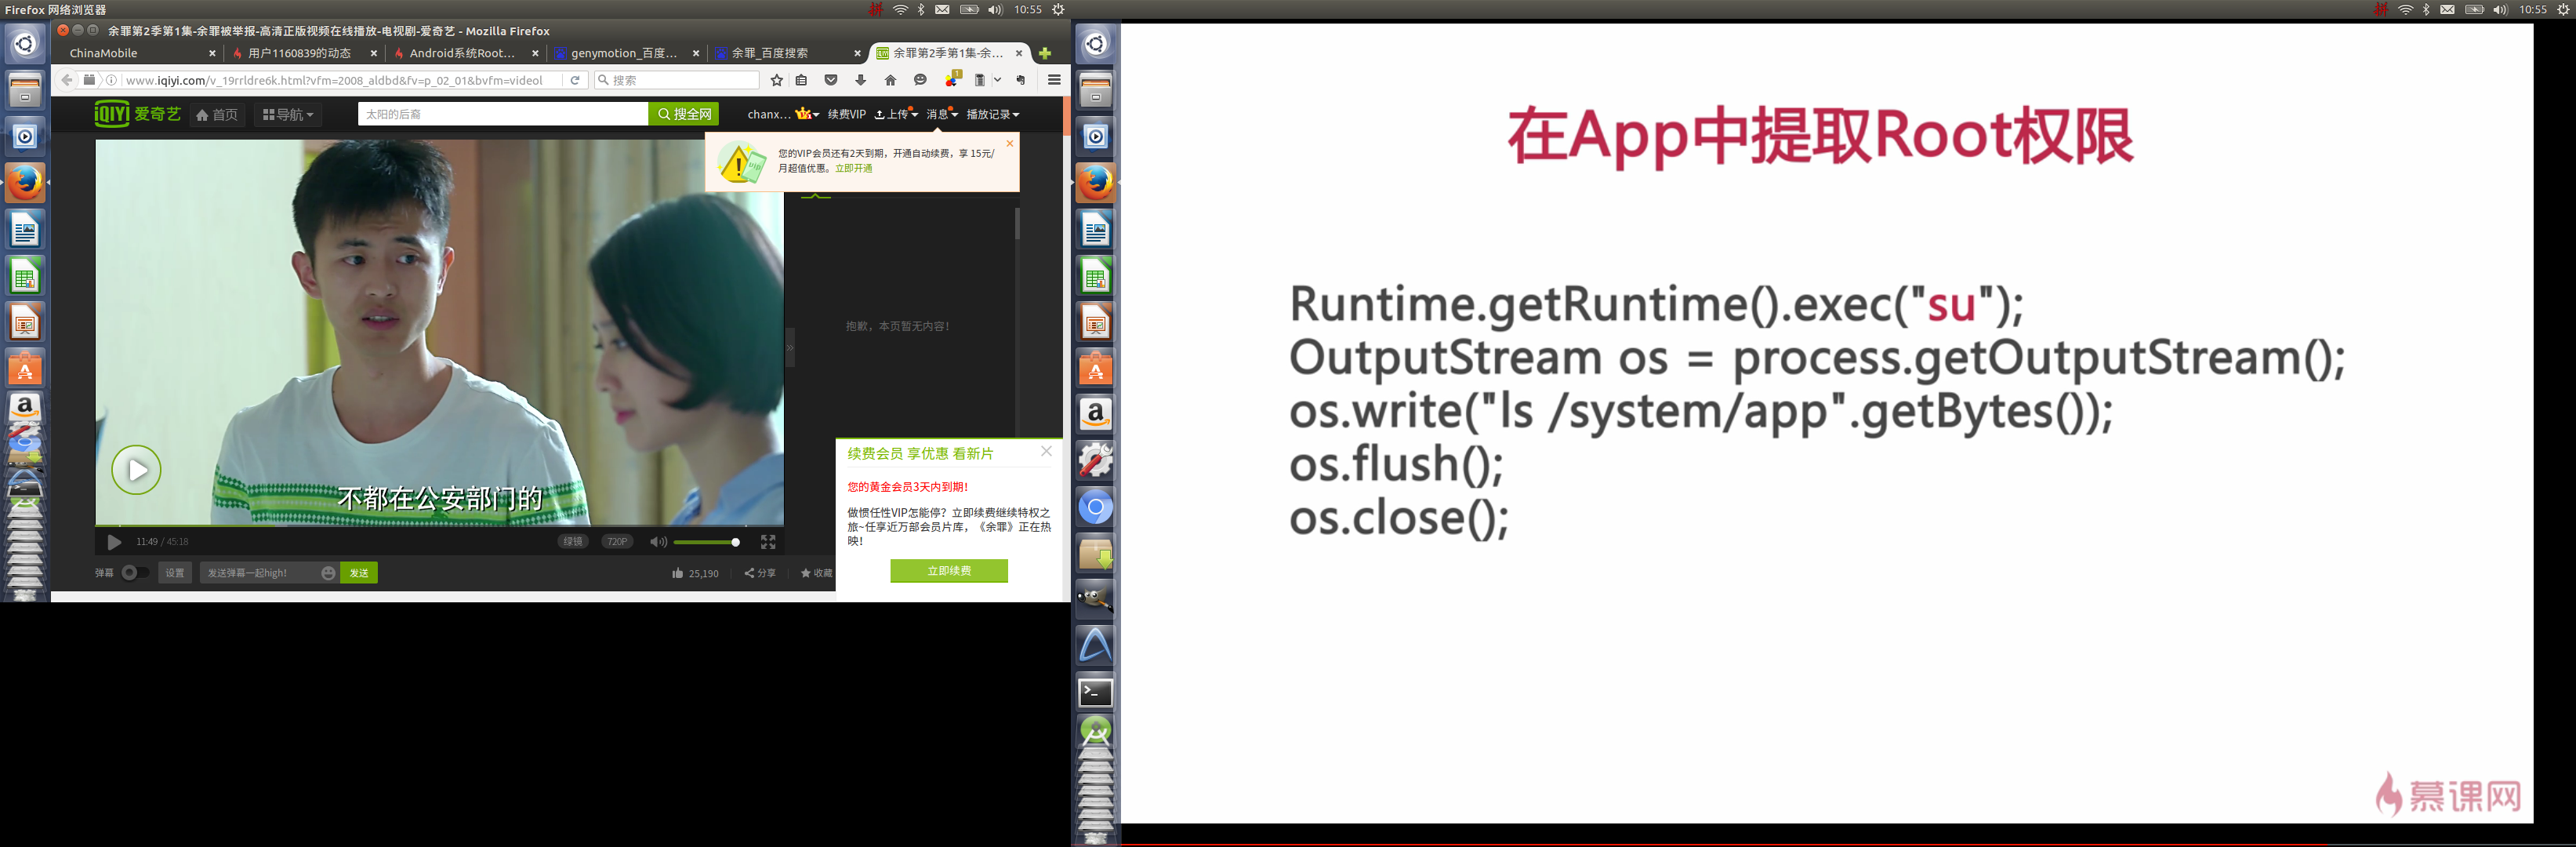 Firefox 网络浏览器
拼
10:55
余罪第2季第1集-余罪被举报-高清正版视频在线播放-电视剧-爱奇艺 - Mozilla Firefox
ChinaMobile
用户1160839的动态
Android系统Root…
genymotion_百度…
余罪_百度搜索
余罪第2季第1集-余…
www.iqiyi.com/v_19rrldre6k.html?vfm=2008_aldbd&fv=p_02_01&bvfm=videol
搜索
1
iQIYI 爱奇艺
首页
导航
太阳的后裔
搜全网
chanx…
续费VIP
上传
消息
播放记录
您的VIP会员还有2天到期，开通自动续费，享 15元/
月超值优惠。立即开通
抱歉，本页暂无内容！
不都在公安部门的
11:49 / 45:18
绿镜
720P
弹幕
设置
发送弹幕一起high!
发送
25,190
分享
收藏
续费会员 享优惠 看新片
您的黄金会员3天内到期！
做惯任性VIP怎能停？立即续费继续特权之
旅~任享近万部会员片库，《余罪》正在热
映！
立即续费
拼
10:55
在App中提取Root权限
Runtime.getRuntime().exec("su");
OutputStream os = process.getOutputStream();
os.write("ls /system/app".getBytes());
os.flush();
os.close();
慕课网